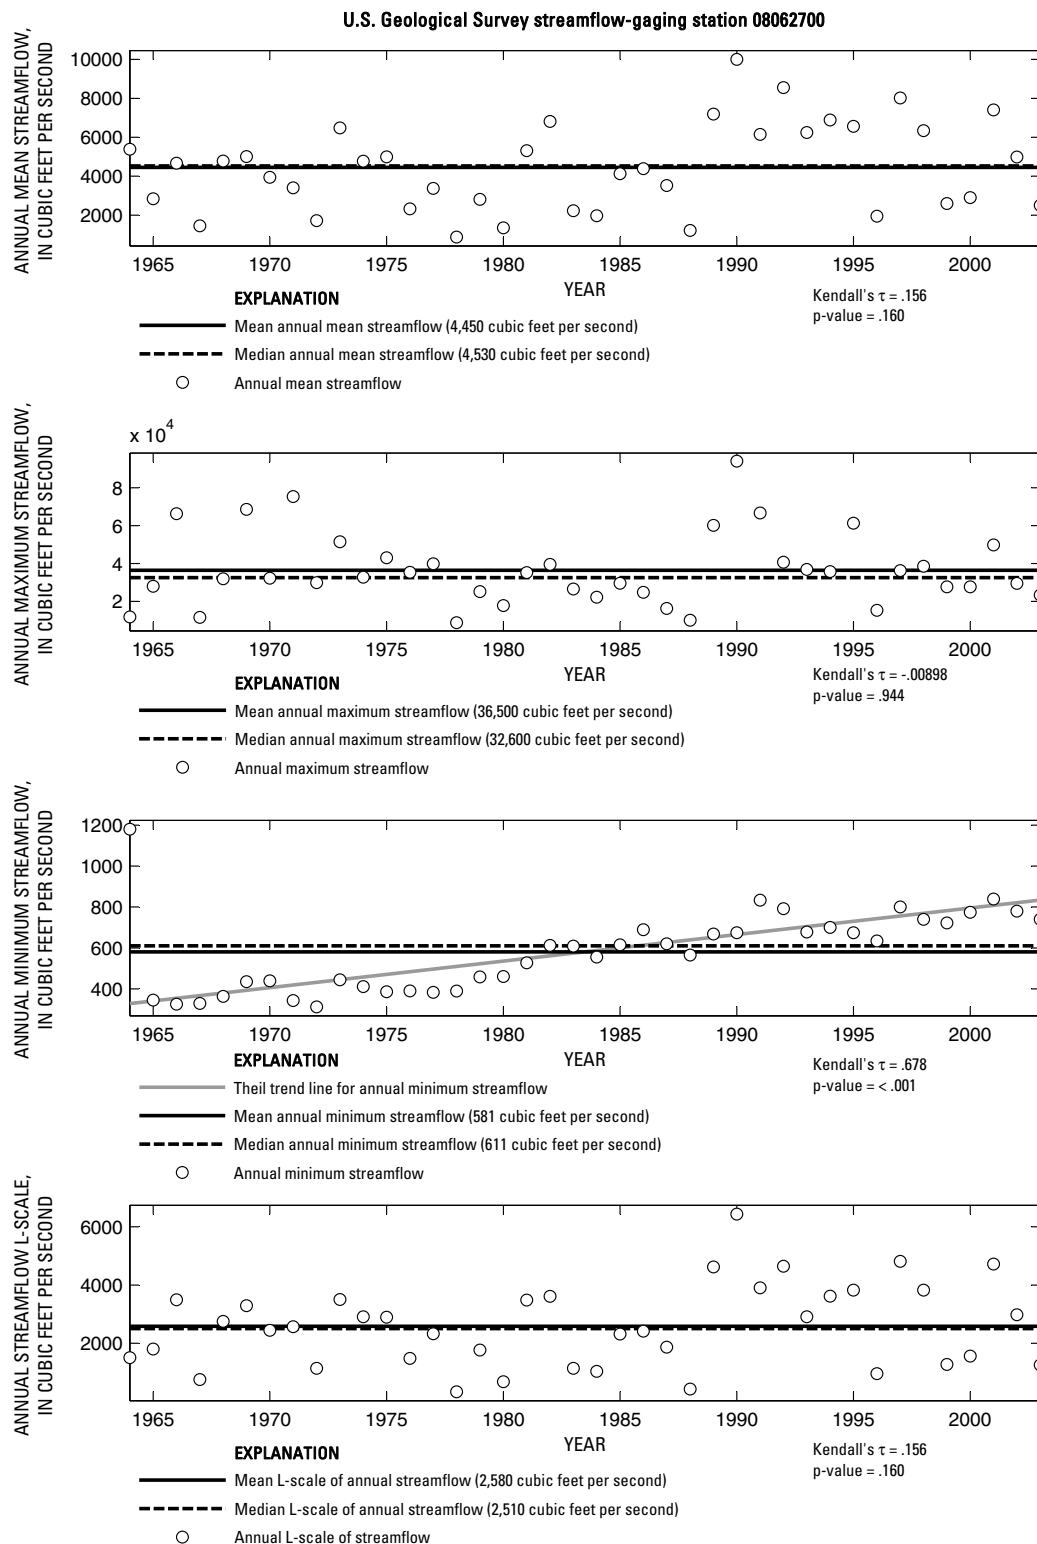 U.S. Geological Survey streamflow-gaging station 08062700
ANNUAL MEAN STREAMFLOW,
IN CUBIC FEET PER SECOND
10000
8000
6000
4000
2000
1965 1970 1975 1980 1985 1990 1995 2000
YEAR
EXPLANATION
Mean annual mean streamflow (4,450 cubic feet per second)
Median annual mean streamflow (4,530 cubic feet per second)
Annual mean streamflow
Kendall's τ = .156
p-value = .160
ANNUAL MAXIMUM STREAMFLOW,
IN CUBIC FEET PER SECOND
x 10^4
8
6
4
2
1965 1970 1975 1980 1985 1990 1995 2000
YEAR
EXPLANATION
Mean annual maximum streamflow (36,500 cubic feet per second)
Median annual maximum streamflow (32,600 cubic feet per second)
Annual maximum streamflow
Kendall's τ = -.00898
p-value = .944
ANNUAL MINIMUM STREAMFLOW,
IN CUBIC FEET PER SECOND
1200
1000
800
600
400
1965 1970 1975 1980 1985 1990 1995 2000
YEAR
EXPLANATION
Theil trend line for annual minimum streamflow
Mean annual minimum streamflow (581 cubic feet per second)
Median annual minimum streamflow (611 cubic feet per second)
Annual minimum streamflow
Kendall's τ = .678
p-value = < .001
ANNUAL STREAMFLOW L-SCALE,
IN CUBIC FEET PER SECOND
6000
4000
2000
1965 1970 1975 1980 1985 1990 1995 2000
YEAR
EXPLANATION
Mean L-scale of annual streamflow (2,580 cubic feet per second)
Median L-scale of annual streamflow (2,510 cubic feet per second)
Annual L-scale of streamflow
Kendall's τ = .156
p-value = .160